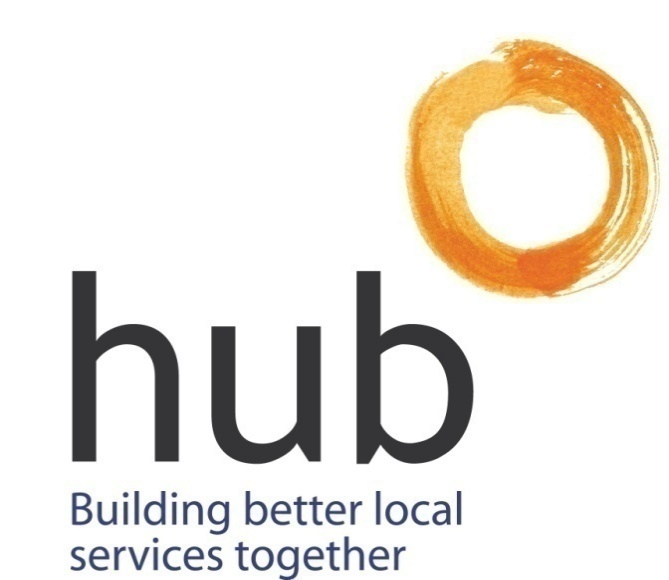 hub
Building better local
services together